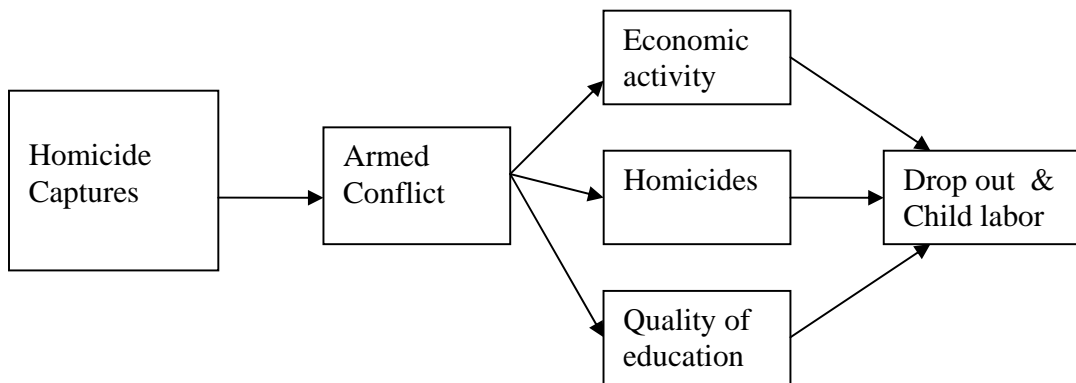 Homicide
Captures
Armed
Conflict
Economic
activity
Homicides
Quality of
education
Drop out &
Child labor